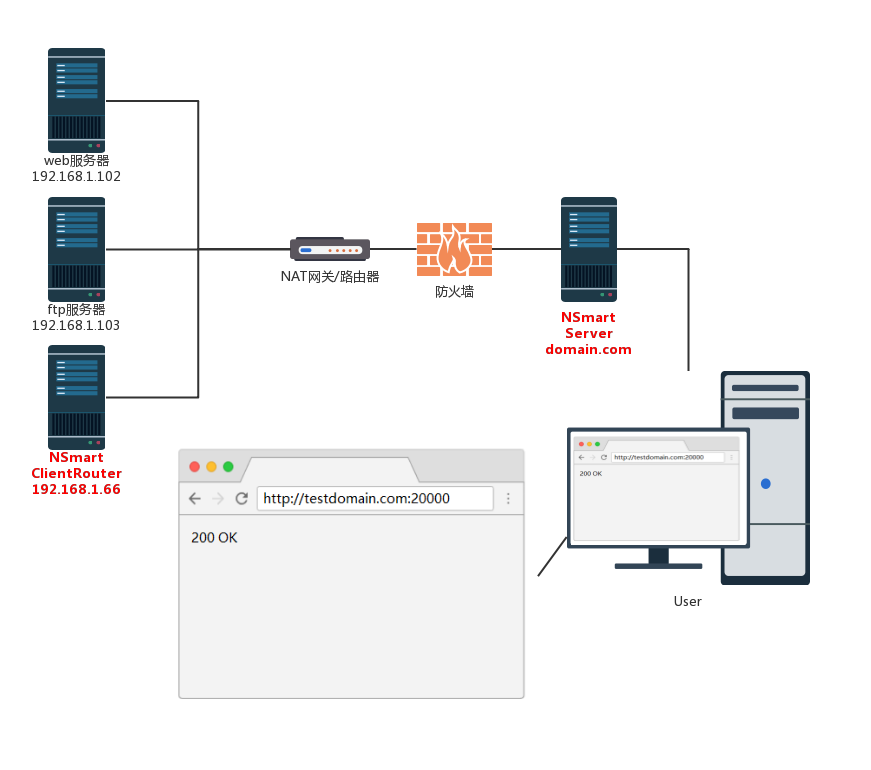 web服务器
192.168.1.102
ftp服务器
192.168.1.103
NSmart
ClientRouter
192.168.1.66
NAT网关/路由器
防火墙
NSmart
Server
domain.com
http://testdomain.com:20000
200 OK
http://testdomain.com:20000
200 OK
User